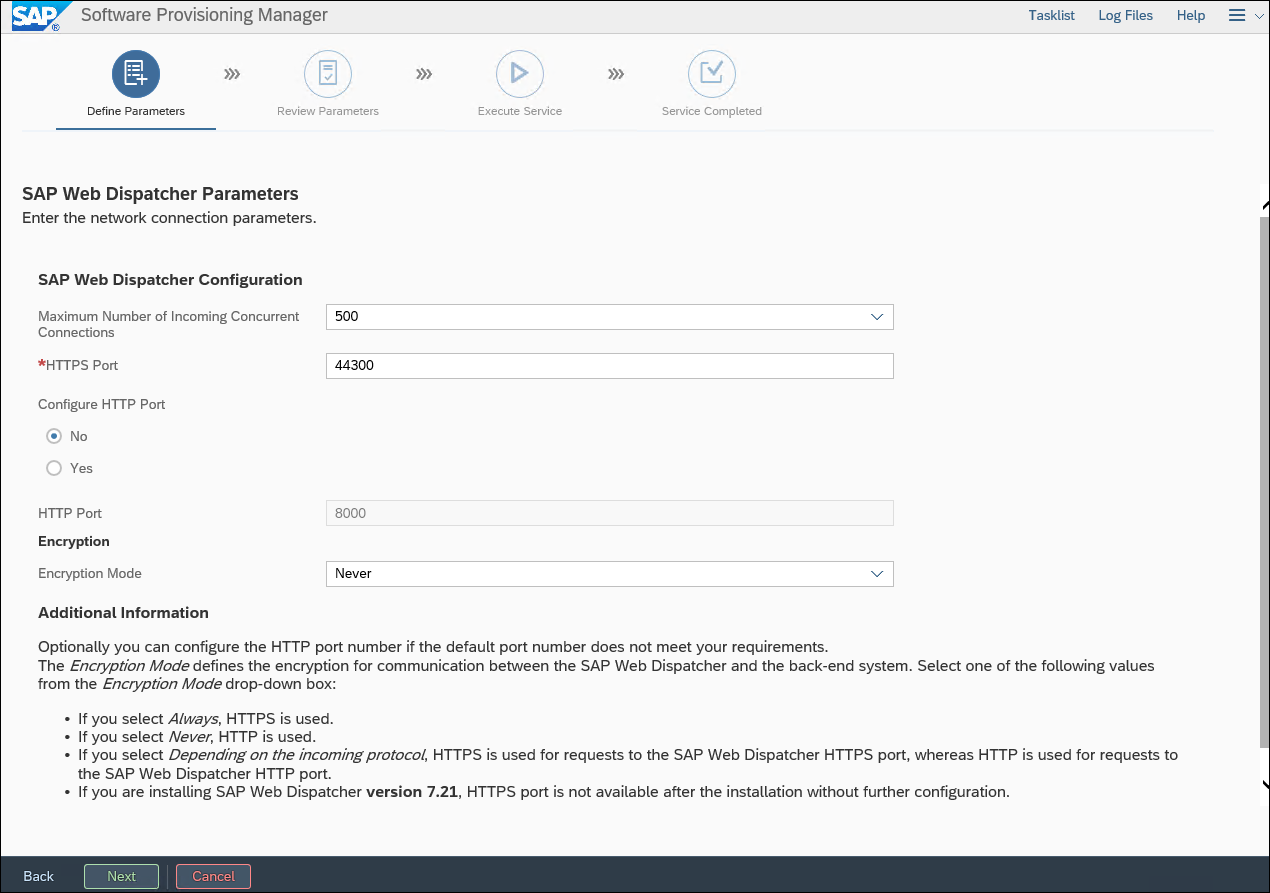 SAP ® Software Provisioning Manager Tasklist Log Files Help
Define Parameters Review Parameters Execute Service Service Completed
SAP Web Dispatcher Parameters
Enter the network connection parameters.
SAP Web Dispatcher Configuration
Maximum Number of Incoming Concurrent
Connections
500
*HTTPS Port 44300
Configure HTTP Port
No
Yes
HTTP Port 8000
Encryption
Encryption Mode Never
Additional Information
Optionally you can configure the HTTP port number if the default port number does not meet your requirements.
The Encryption Mode defines the encryption for communication between the SAP Web Dispatcher and the back-end system. Select one of the following values
from the Encryption Mode drop-down box:
• If you select Always, HTTPS is used.
• If you select Never, HTTP is used.
• If you select Depending on the incoming protocol, HTTPS is used for requests to the SAP Web Dispatcher HTTPS port, whereas HTTP is used for requests to
the SAP Web Dispatcher HTTP port.
• If you are installing SAP Web Dispatcher version 7.21, HTTPS port is not available after the installation without further configuration.
Back Next Cancel